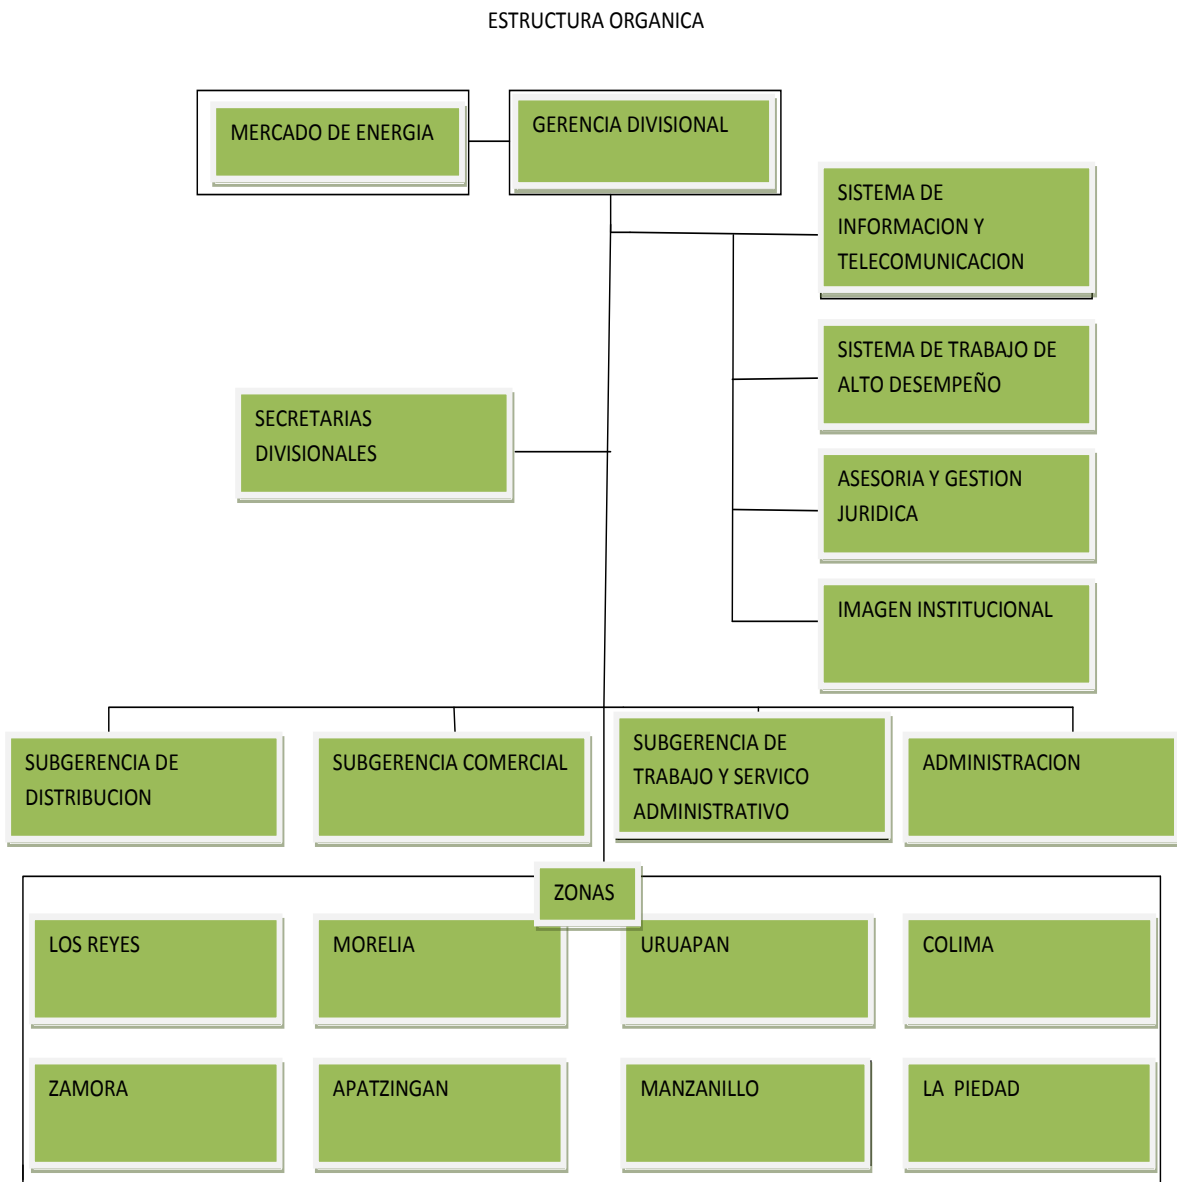 ESTRUCTURA ORGANICA
MERCADO DE ENERGIA
GERENCIA DIVISIONAL
SISTEMA DE
INFORMACION Y
TELECOMUNICACION
SISTEMA DE TRABAJO DE
ALTO DESEMPEÑO
SECRETARIAS
DIVISIONALES
ASESORIA Y GESTION
JURIDICA
IMAGEN INSTITUCIONAL
SUBGERENCIA DE
DISTRIBUCION
SUBGERENCIA COMERCIAL
SUBGERENCIA DE
TRABAJO Y SERVICO
ADMINISTRATIVO
ADMINISTRACION
ZONAS
LOS REYES
MORELIA
URUAPAN
COLIMA
ZAMORA
APATZINGAN
MANZANILLO
LA PIEDAD